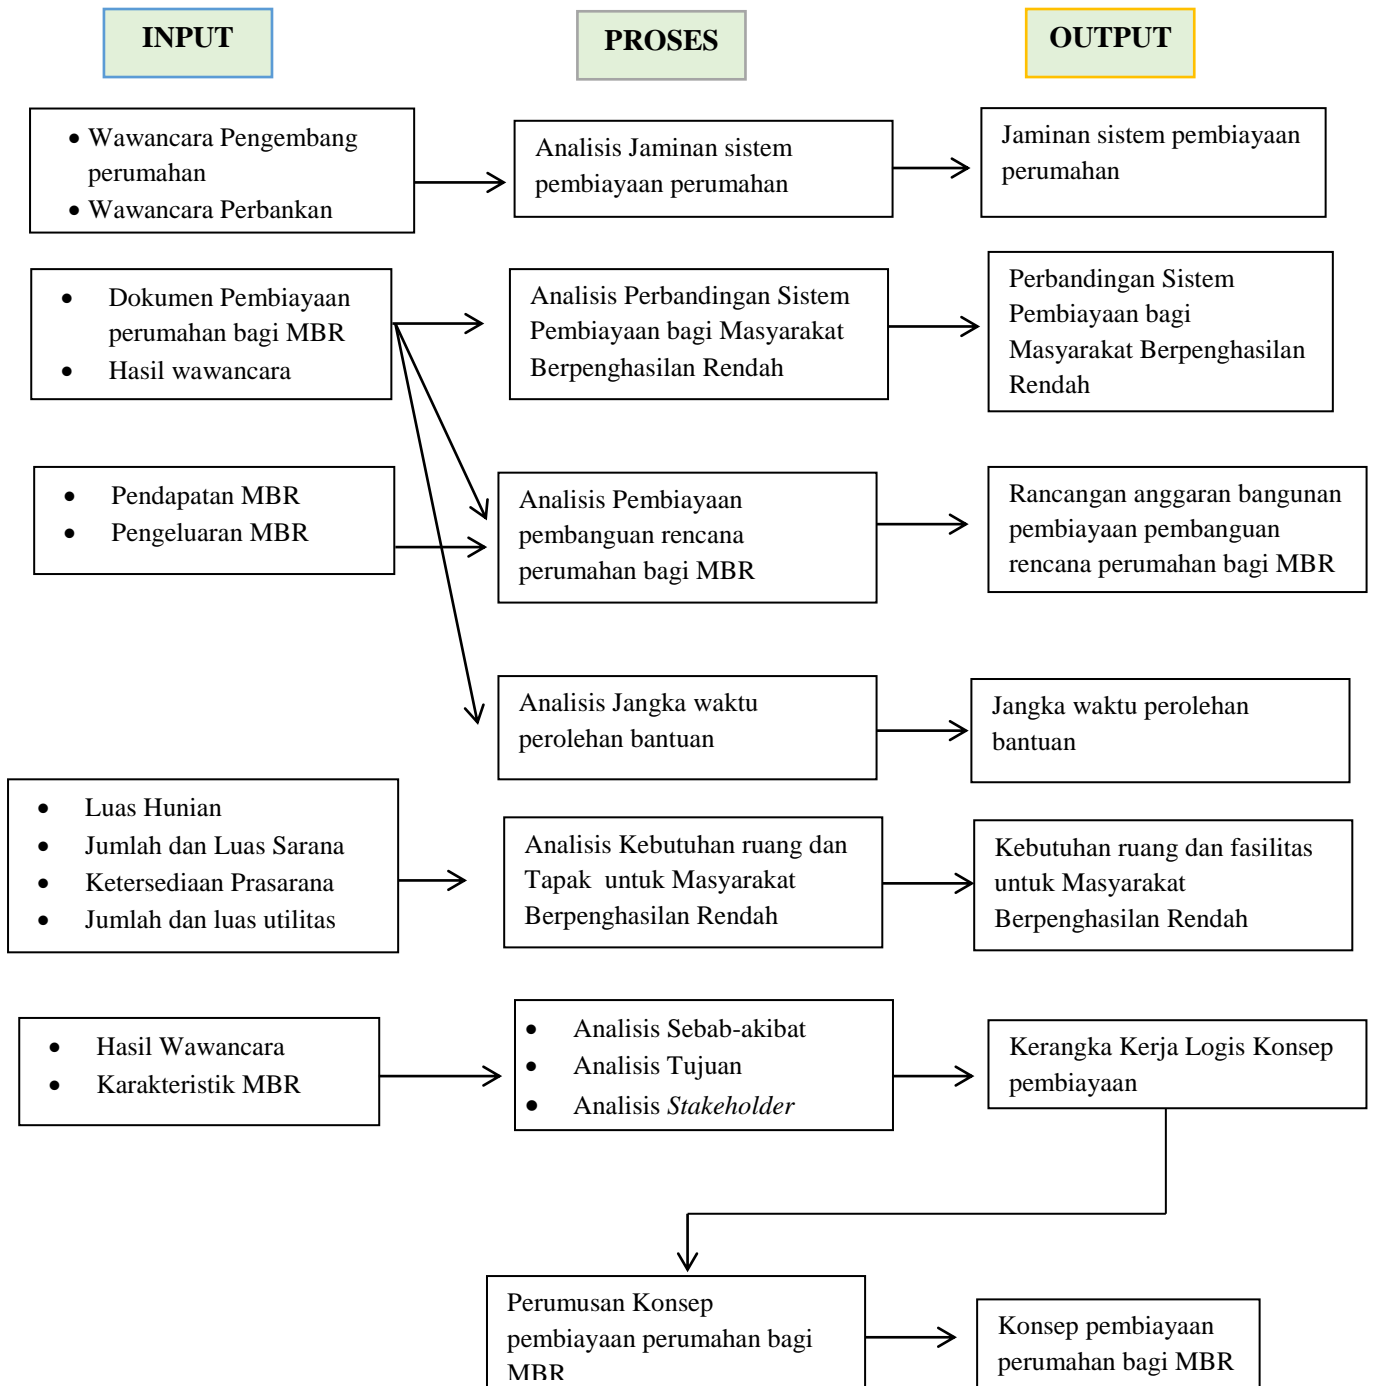 INPUT
PROSES
OUTPUT
• Wawancara Pengembang
perumahan
• Wawancara Perbankan
Analisis Jaminan sistem
pembiayaan perumahan
Jaminan sistem pembiayaan
perumahan
• Dokumen Pembiayaan
perumahan bagi MBR
• Hasil wawancara
Analisis Perbandingan Sistem
Pembiayaan bagi Masyarakat
Berpenghasilan Rendah
Perbandingan Sistem
Pembiayaan bagi
Masyarakat Berpenghasilan
Rendah
• Pendapatan MBR
• Pengeluaran MBR
Analisis Pembiayaan
pembanguan rencana
perumahan bagi MBR
Rancangan anggaran bangunan
pembiayaan pembanguan
rencana perumahan bagi MBR
Analisis Jangka waktu
perolehan bantuan
Jangka waktu perolehan
bantuan
• Luas Hunian
• Jumlah dan Luas Sarana
• Ketersediaan Prasarana
• Jumlah dan luas utilitas
Analisis Kebutuhan ruang dan
Tapak untuk Masyarakat
Berpenghasilan Rendah
Kebutuhan ruang dan fasilitas
untuk Masyarakat
Berpenghasilan Rendah
• Hasil Wawancara
• Karakteristik MBR
• Analisis Sebab-akibat
• Analisis Tujuan
• Analisis Stakeholder
Kerangka Kerja Logis Konsep
pembiayaan
Perumusan Konsep
pembiayaan perumahan bagi
MBR
Konsep pembiayaan
perumahan bagi MBR